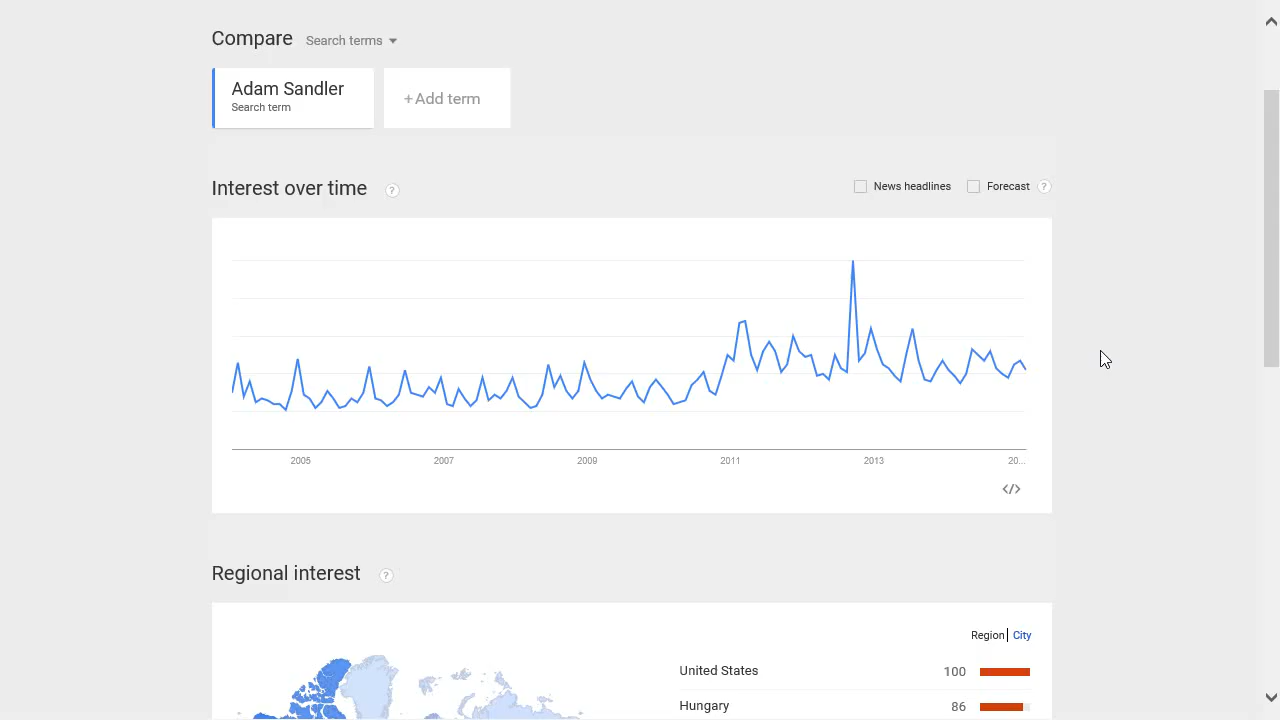 Compare Search terms
Adam Sandler
Search term
+Add term
Interest over time ?
News headlines Forecast ?
2005 2007 2009 2011 2013 20...
</>
Regional interest ?
Region City
United States 100
Hungary 86